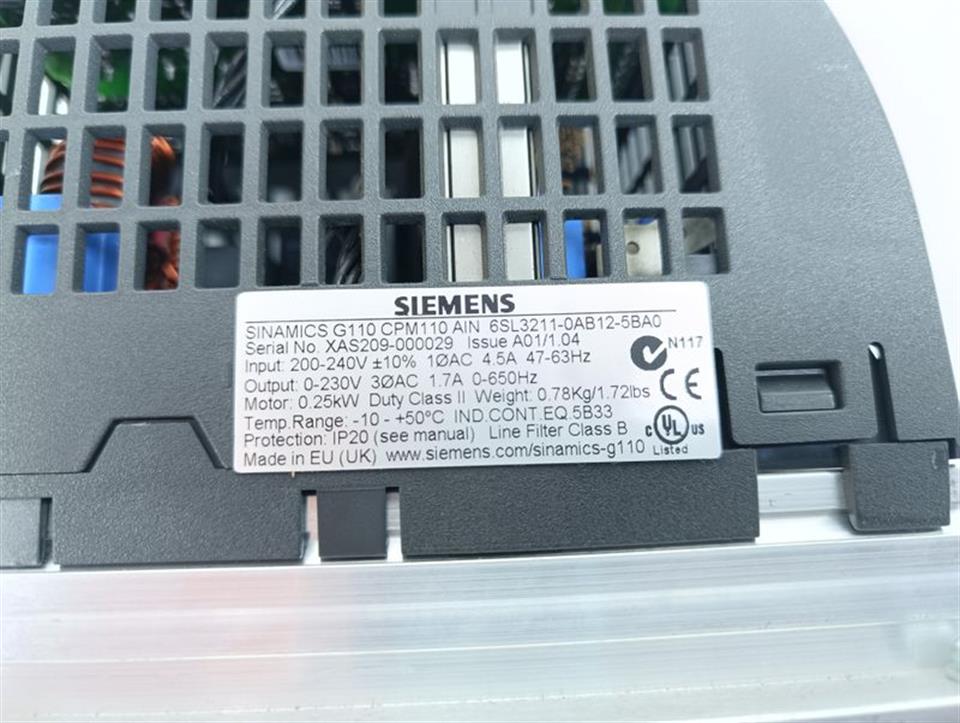 SIEMENS
SINAMICS G110 CPM110 AIN 6SL3211-0AB12-5BA0
Serial No. XAS209-000029 Issue A01/1.04
Input: 200-240V ±10% 1ØAC 4.5A 47-63Hz
Output: 0-230V 3ØAC 1.7A 0-650Hz
Motor: 0.25kW Duty Class II Weight: 0.78Kg/1.72lbs
Temp.Range: -10 - +50°C IND.CONT.EQ.5B33
Protection: IP20 (see manual) Line Filter Class B
Made in EU (UK) www.siemens.com/sinamics-g110
N117
CE
C UL US
Listed